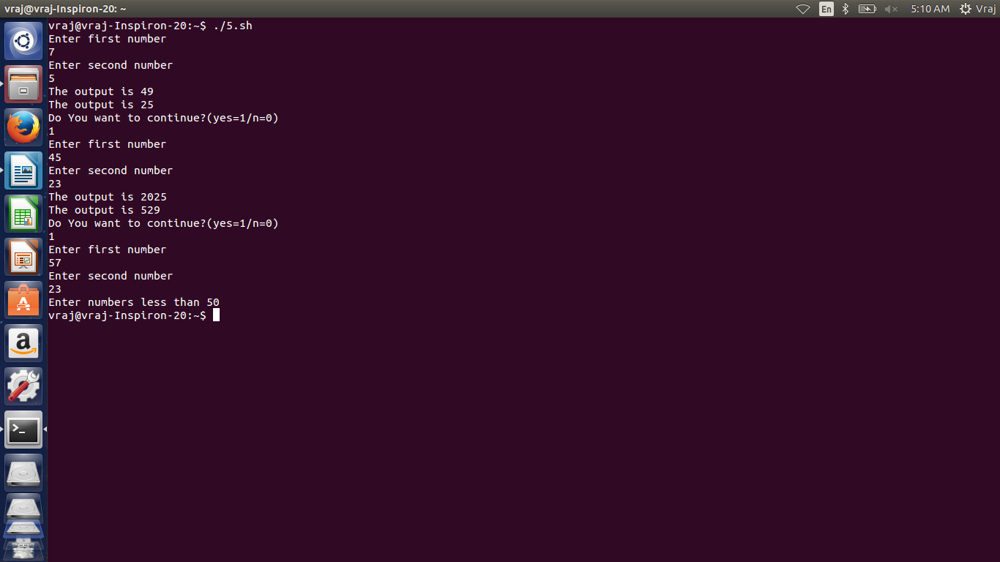 vraj@vraj-Inspiron-20: ~
En
5:10 AM
Vraj
vraj@vraj-Inspiron-20:~$ ./5.sh
Enter first number
7
Enter second number
5
The output is 49
The output is 25
Do You want to continue?(yes=1/n=0)
1
Enter first number
45
Enter second number
23
The output is 2025
The output is 529
Do You want to continue?(yes=1/n=0)
1
Enter first number
57
Enter second number
23
Enter numbers less than 50
vraj@vraj-Inspiron-20:~$